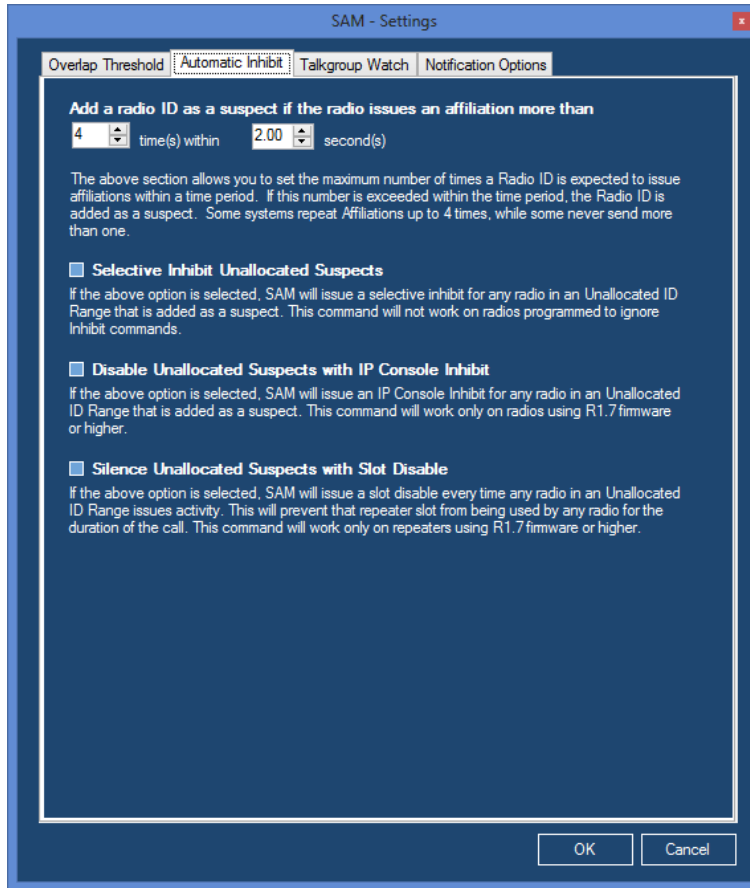 SAM - Settings
x
Overlap Threshold Automatic Inhibit Talkgroup Watch Notification Options
Add a radio ID as a suspect if the radio issues an affiliation more than
4 time(s) within 2.00 second(s)
The above section allows you to set the maximum number of times a Radio ID is expected to issue
affiliations within a time period. If this number is exceeded within the time period, the Radio ID is
added as a suspect. Some systems repeat Affiliations up to 4 times, while some never send more
than one.
Selective Inhibit Unallocated Suspects
If the above option is selected, SAM will issue a selective inhibit for any radio in an Unallocated ID
Range that is added as a suspect. This command will not work on radios programmed to ignore
Inhibit commands.
Disable Unallocated Suspects with IP Console Inhibit
If the above option is selected, SAM will issue an IP Console Inhibit for any radio in an Unallocated
ID Range that is added as a suspect. This command will work only on radios using R1.7 firmware
or higher.
Silence Unallocated Suspects with Slot Disable
If the above option is selected, SAM will issue a slot disable every time any radio in an Unallocated
ID Range issues activity. This will prevent that repeater slot from being used by any radio for the
duration of the call. This command will work only on repeaters using R1.7 firmware or higher.
OK Cancel